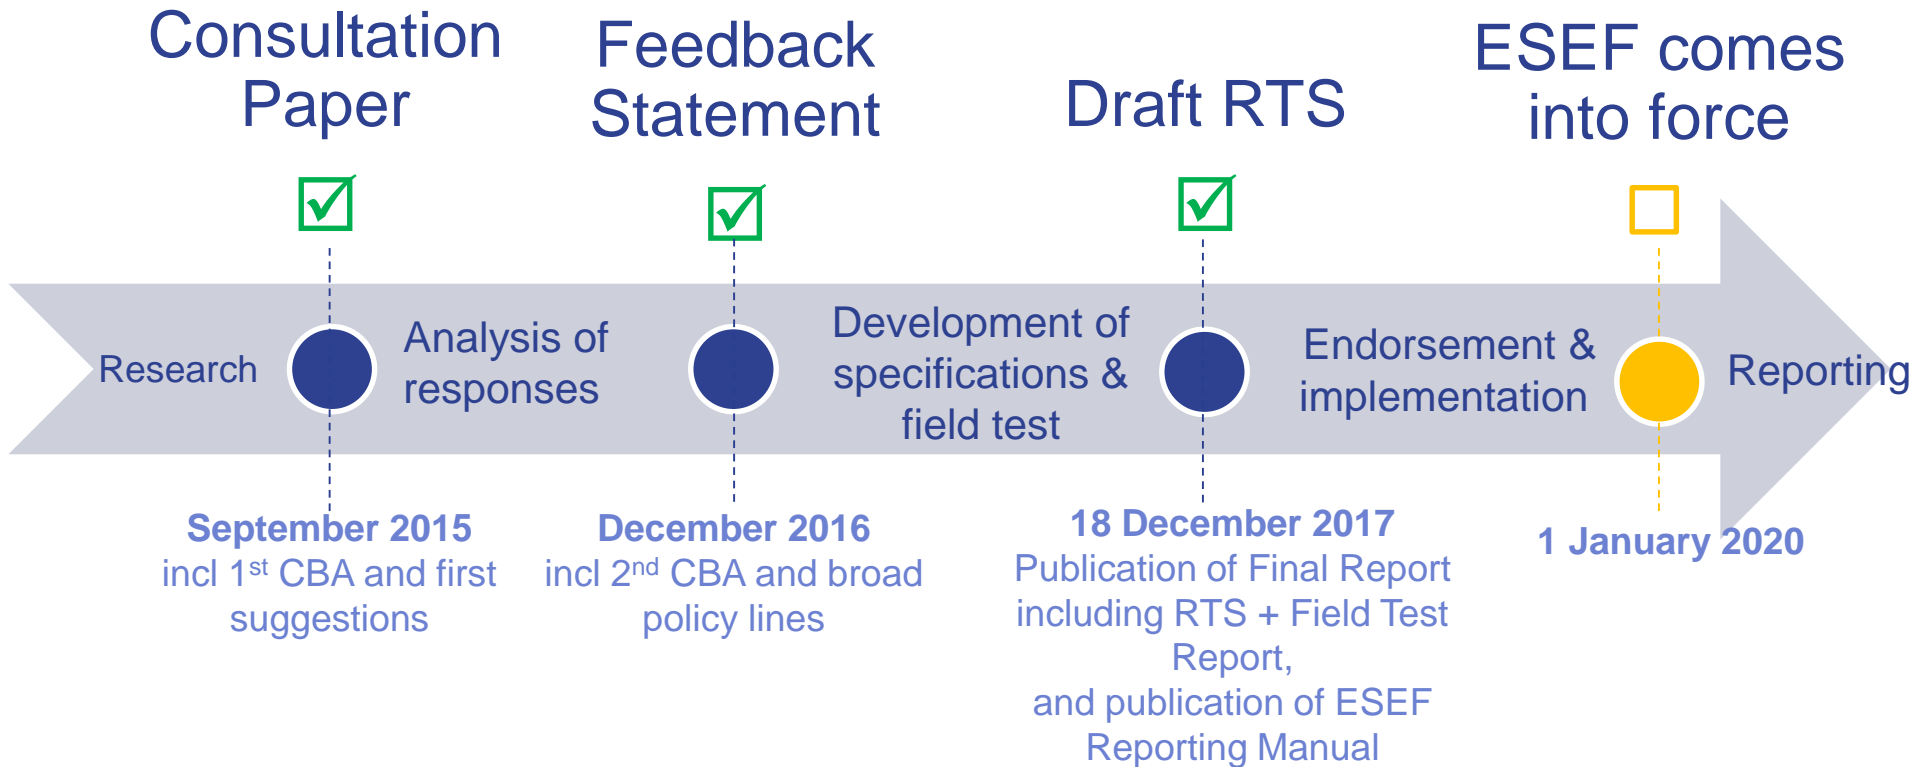 Consultation
Paper
Feedback
Statement
Draft RTS
ESEF comes
into force
Research
Analysis of
responses
Development of
specifications &
field test
Endorsement &
implementation
Reporting
September 2015
incl 1st CBA and first
suggestions
December 2016
incl 2nd CBA and broad
policy lines
18 December 2017
Publication of Final Report
including RTS + Field Test
Report,
and publication of ESEF
Reporting Manual
1 January 2020